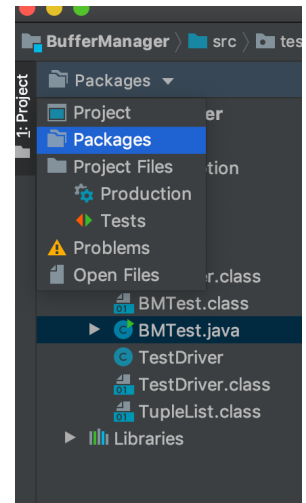 BufferManager 〉 src 〉 tes
1: Project
Packages
Project
er
Packages
Project Files
tion
Production
Tests
Problems
Open Files
r.class
BMTest.class
BMTest.java
TestDriver
TestDriver.class
TupleList.class
Libraries